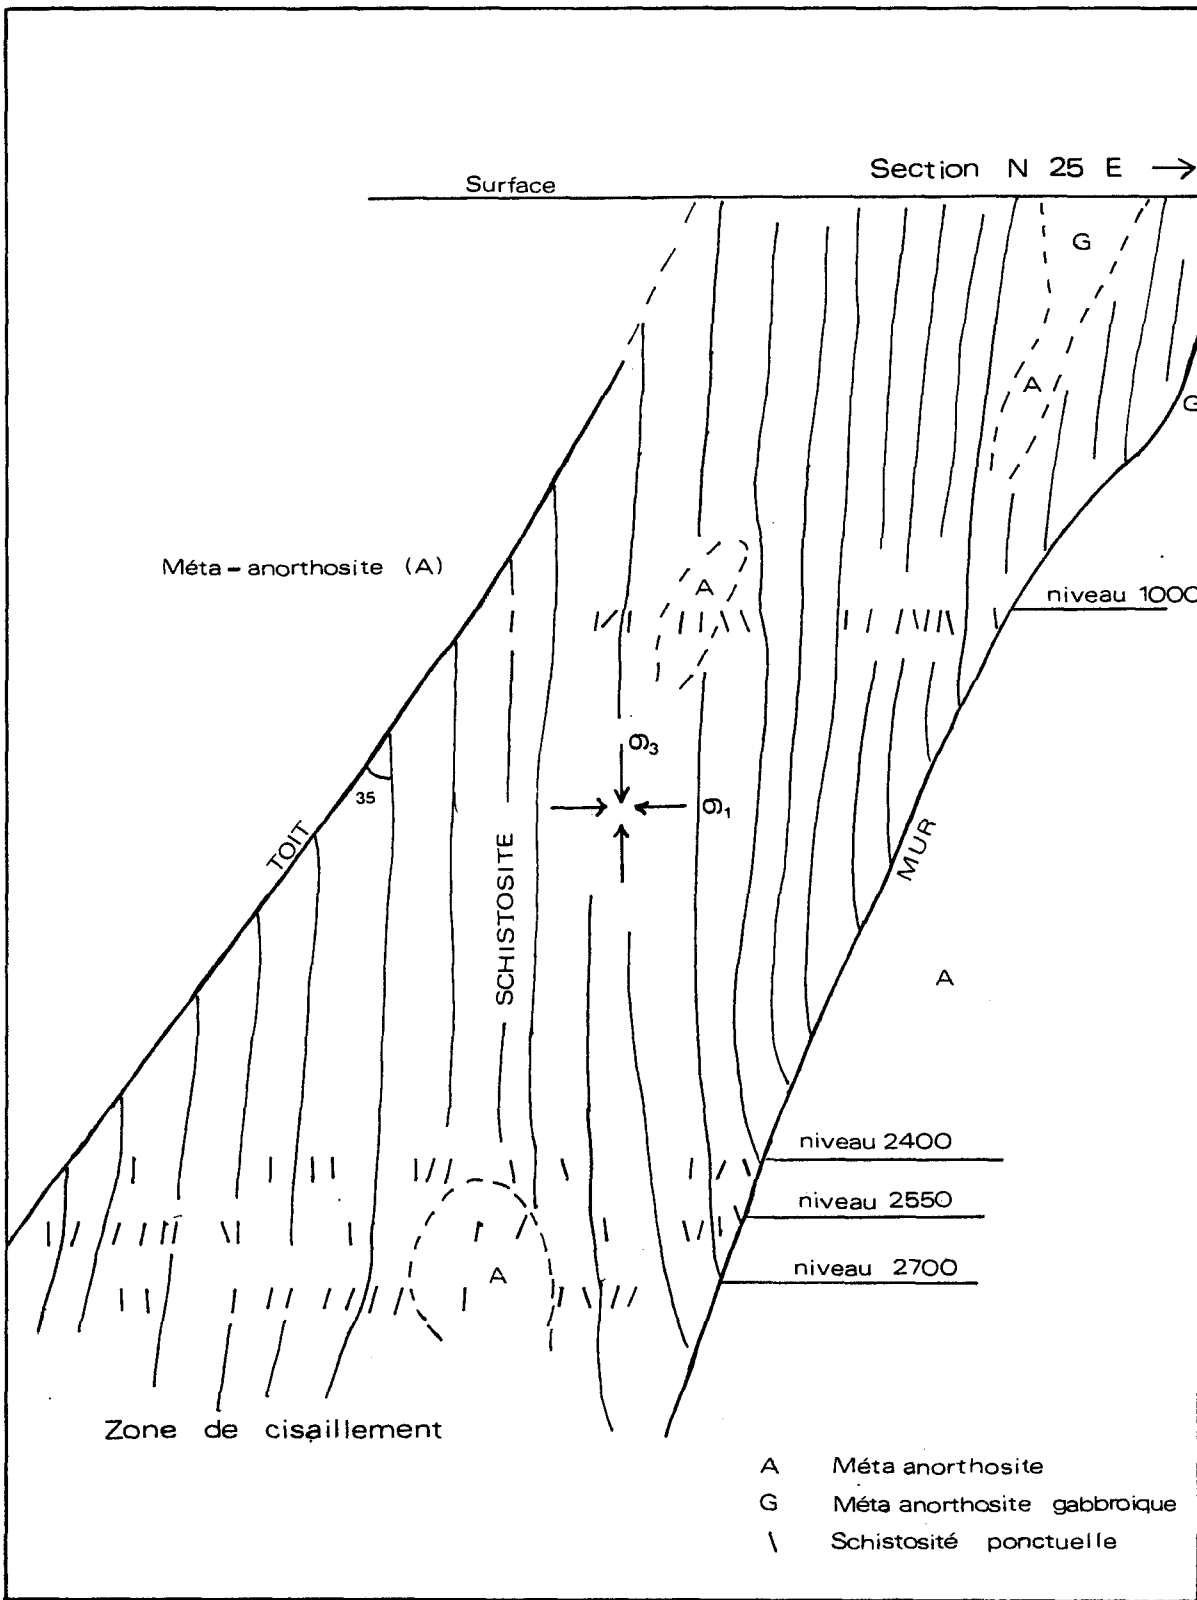 Section N 25 E
Surface
G
A
G
Méta-anorthosite (A)
A
niveau 1000
σ3
35
σ1
TOIT
MUR
SCHISTOSITE
A
niveau 2400
niveau 2550
A
niveau 2700
Zone de cisaillement
A Méta anorthosite
G Méta anorthosite gabbroique
\ Schistosité ponctuelle